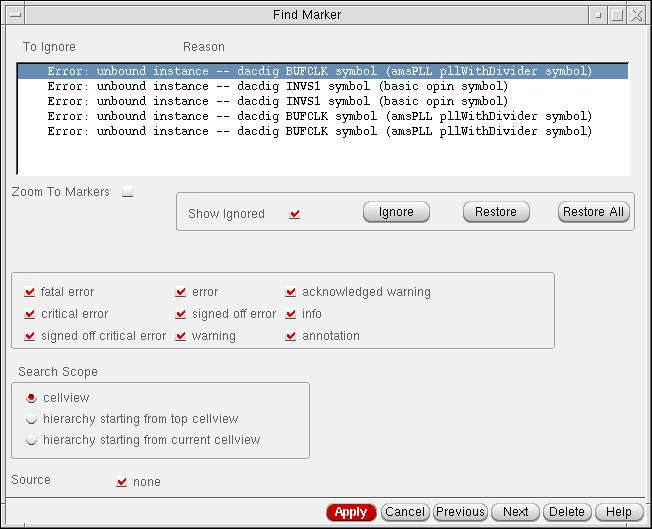 Find Marker
To Ignore Reason
Error: unbound instance -- dacdig BUFCLK symbol (amsPLL pllWithDivider symbol)
Error: unbound instance -- dacdig INVS1 symbol (basic opin symbol)
Error: unbound instance -- dacdig INVS1 symbol (basic opin symbol)
Error: unbound instance -- dacdig BUFCLK symbol (amsPLL pllWithDivider symbol)
Error: unbound instance -- dacdig BUFCLK symbol (amsPLL pllWithDivider symbol)
Zoom To Markers
Show Ignored Ignore Restore Restore All
fatal error error acknowledged warning
critical error signed off error info
signed off critical error warning annotation
Search Scope
cellview
hierarchy starting from top cellview
hierarchy starting from current cellview
Source none
Apply Cancel Previous Next Delete Help